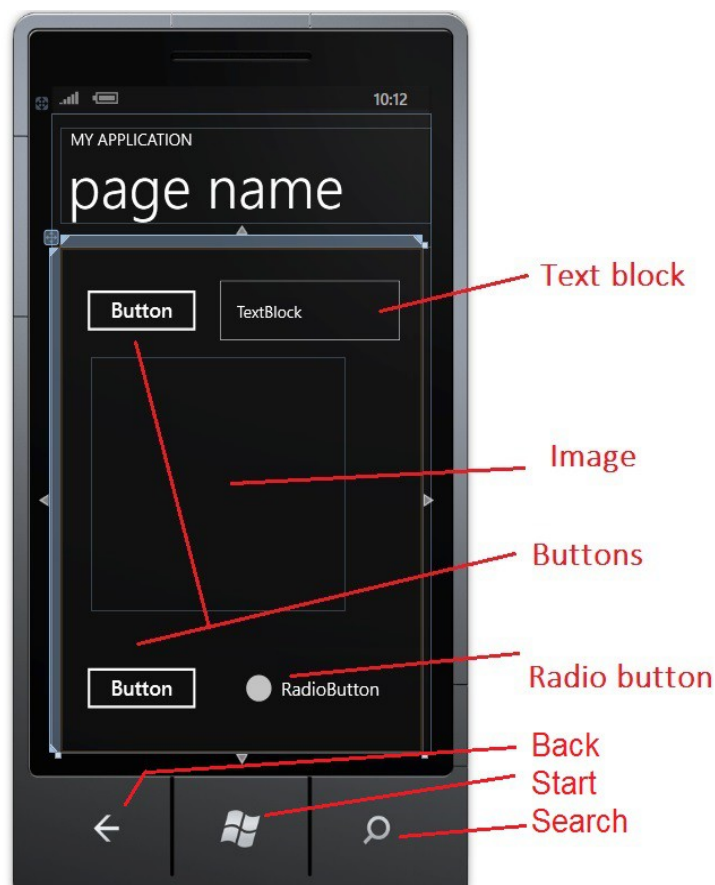 10:12
MY APPLICATION
page name
Text block
Button
TextBlock
Image
Buttons
Button
RadioButton
Radio button
Back
Start
Search